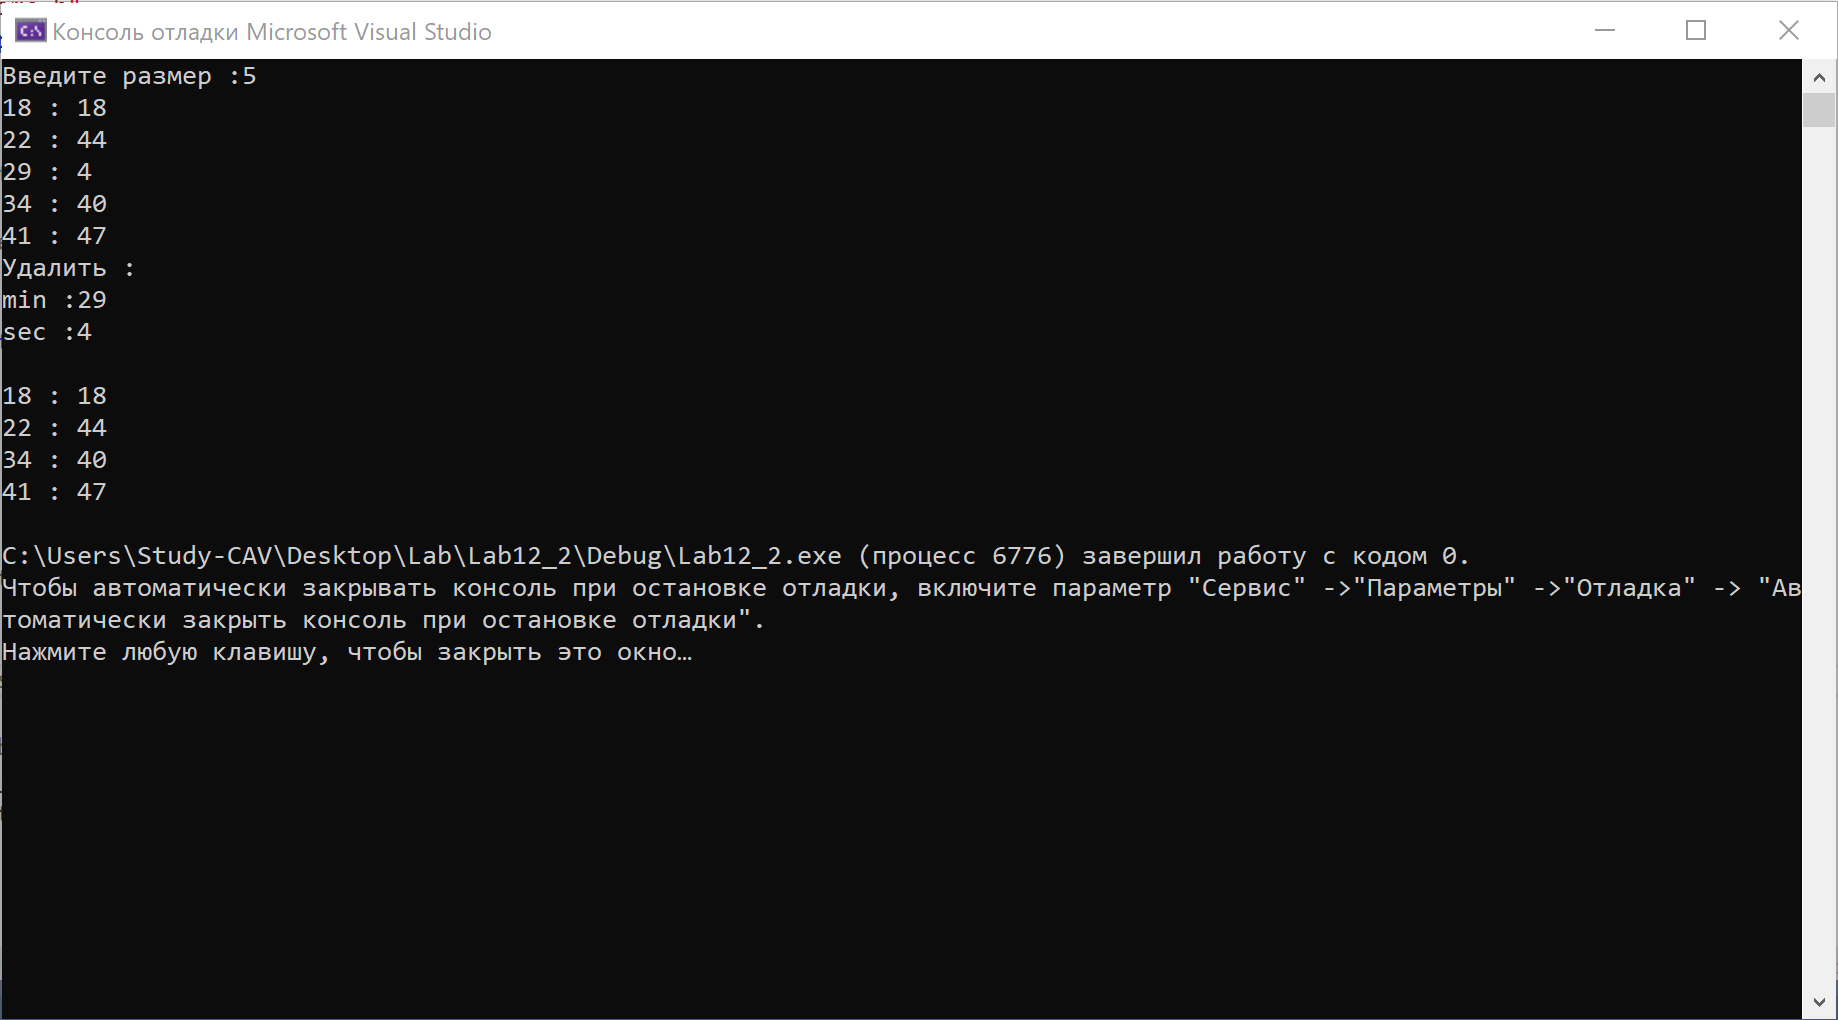 Консоль отладки Microsoft Visual Studio
Введите размер :5
18 : 18
22 : 44
29 : 4
34 : 40
41 : 47
Удалить :
min :29
sec :4
18 : 18
22 : 44
34 : 40
41 : 47
C:\Users\Study-CAV\Desktop\Lab\Lab12_2\Debug\Lab12_2.exe (процесс 6776) завершил работу с кодом 0.
Чтобы автоматически закрывать консоль при остановке отладки, включите параметр "Сервис" ->"Параметры" ->"Отладка" -> "Ав
томатически закрыть консоль при остановке отладки".
Нажмите любую клавишу, чтобы закрыть это окно…